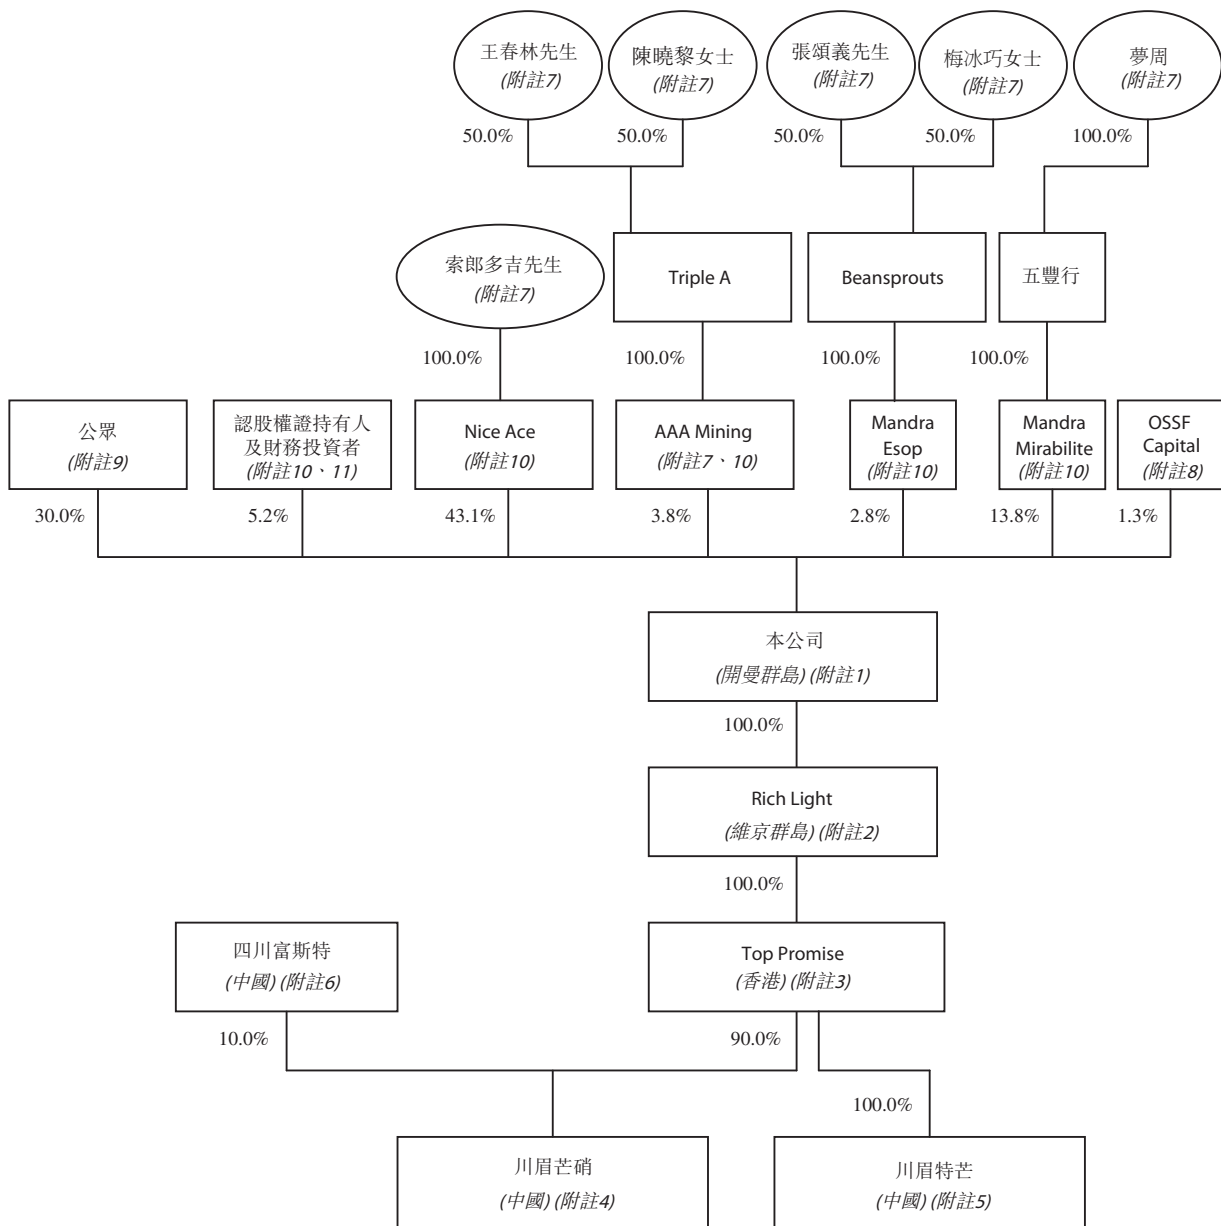 王春林先生
(附註7)
陳曉黎女士
(附註7)
張頌義先生
(附註7)
梅冰巧女士
(附註7)
夢周
(附註7)
50.0%
50.0%
50.0%
50.0%
100.0%
索郎多吉先生
(附註7)
Triple A
Beansprouts
五豐行
100.0%
100.0%
100.0%
100.0%
公眾
(附註9)
認股權證持有人
及財務投資者
(附註10、11)
Nice Ace
(附註10)
AAA Mining
(附註7、10)
Mandra
Esop
(附註10)
Mandra
Mirabilite
(附註10)
OSSF
Capital
(附註8)
30.0%
5.2%
43.1%
3.8%
2.8%
13.8%
1.3%
本公司
(開曼群島) (附註1)
100.0%
Rich Light
(維京群島) (附註2)
100.0%
四川富斯特
(中國) (附註6)
Top Promise
(香港) (附註3)
10.0%
90.0%
100.0%
川眉芒硝
(中國) (附註4)
川眉特芒
(中國) (附註5)